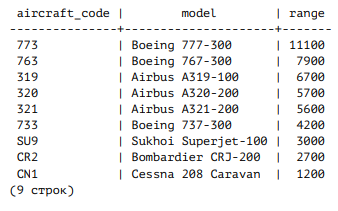 aircraft_code | model | range
---------------+---------------------+-------
773 | Boeing 777-300 | 11100
763 | Boeing 767-300 | 7900
319 | Airbus A319-100 | 6700
320 | Airbus A320-200 | 5700
321 | Airbus A321-200 | 5600
733 | Boeing 737-300 | 4200
SU9 | Sukhoi Superjet-100 | 3000
CR2 | Bombardier CRJ-200 | 2700
CN1 | Cessna 208 Caravan | 1200
(9 строк)